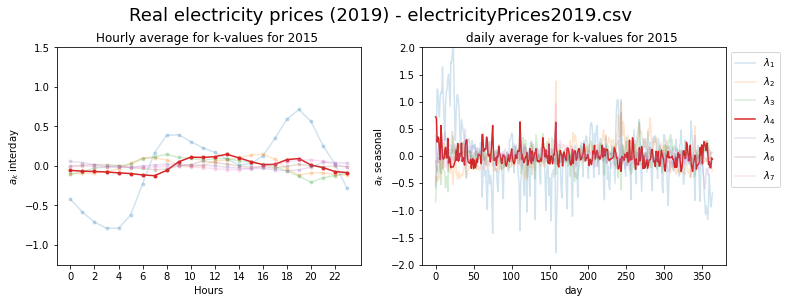 Real electricity prices (2019) - electricityPrices2019.csv
Hourly average for k-values for 2015
1.5
1.0
0.5
0.0
−0.5
−1.0
a_k interday
0 2 4 6 8 10 12 14 16 18 20 22
Hours
daily average for k-values for 2015
2.0
1.5
1.0
0.5
0.0
−0.5
−1.0
−1.5
−2.0
a_k seasonal
0 50 100 150 200 250 300 350
day
λ₁
λ₂
λ₃
λ₄
λ₅
λ₆
λ₇